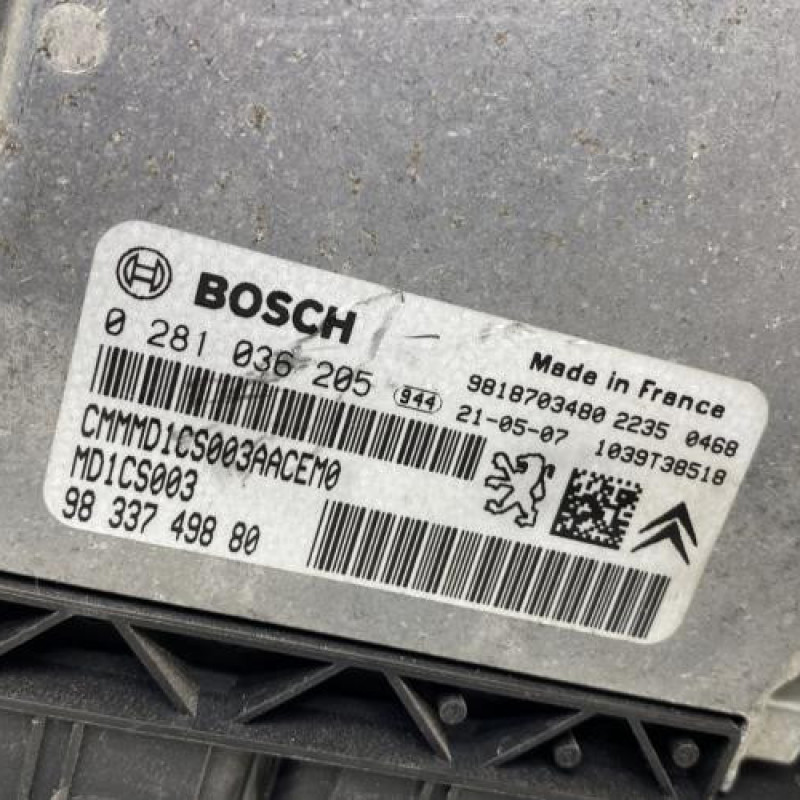 BOSCH
0 281 036 205
944
21-05-07
Made in France
9818703480 2235 0468
1039T38518
CMMMD1CS003AACEM0
MD1CS003
98 337 498 80